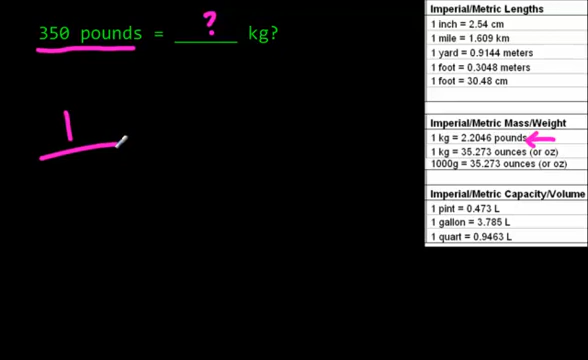 350 pounds = ? kg?
1
Imperial/Metric Lengths
1 inch = 2.54 cm
1 mile = 1.609 km
1 yard = 0.9144 meters
1 foot = 0.3048 meters
1 foot = 30.48 cm
Imperial/Metric Mass/Weight
1 kg = 2.2046 pounds
1 kg = 35.273 ounces (or oz)
1000g = 35.273 ounces (or oz)
Imperial/Metric Capacity/Volume
1 pint = 0.473 L
1 gallon = 3.785 L
1 quart = 0.9463 L